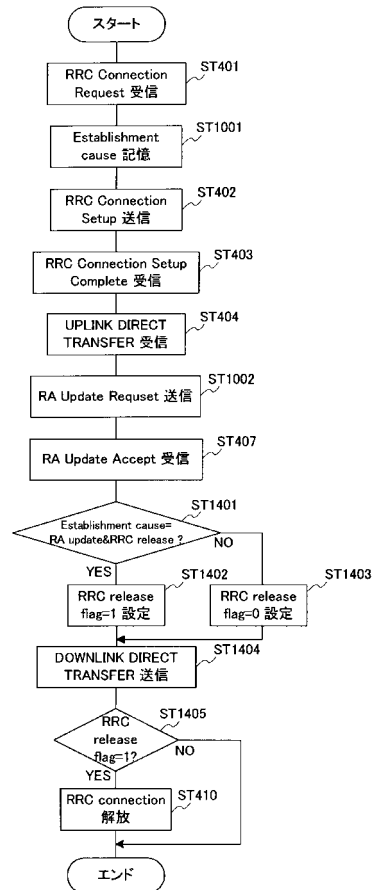 スタート
ST401
RRC Connection
Request 受信
ST1001
Establishment
cause 記憶
ST402
RRC Connection
Setup 送信
ST403
RRC Connection Setup
Complete 受信
ST404
UPLINK DIRECT
TRANSFER 受信
ST1002
RA Update Requset 送信
ST407
RA Update Accept 受信
ST1401
Establishment cause=
RA update&RRC release ?
NO
YES
ST1402
ST1403
RRC release
flag=1 設定
RRC release
flag=0 設定
ST1404
DOWNLINK DIRECT
TRANSFER 送信
ST1405
RRC
release
flag=1?
NO
YES
ST410
RRC connection
解放
エンド